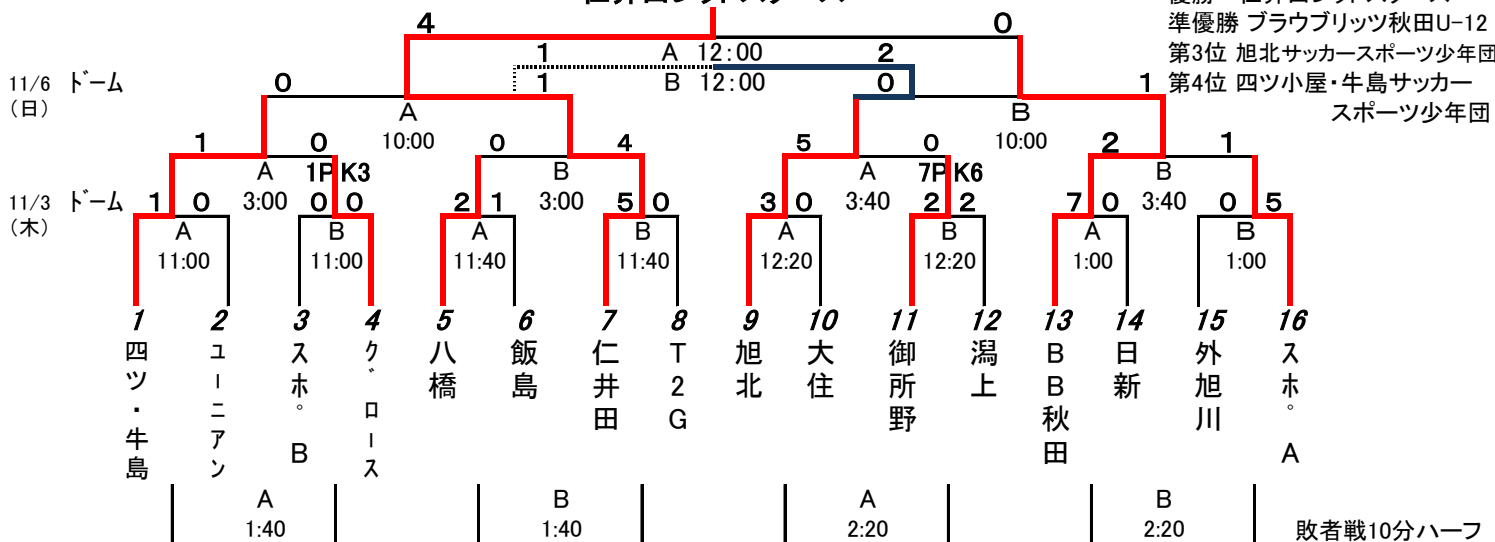 4
0
準優勝 ブラウブリッツ秋田U-12
1 A 12:00 2
第3位 旭北サッカースポーツ少年団
11/6 ドーム
(日)
0
1 B 12:00 0
1
第4位 四ツ小屋・牛島サッカー
スポーツ少年団
A
10:00
B
10:00
1 0
0 4
5 0
2 1
A 1PK3
3:00
B
3:00
A 7PK6
3:40
B
3:40
11/3 ドーム
(木)
1 0
0 0
2 1
5 0
3 0
2 2
7 0
0 5
A
11:00
B
11:00
A
11:40
B
11:40
A
12:20
B
12:20
A
1:00
B
1:00
1 2 3 4 5 6 7 8 9 10 11 12 13 14 15 16
四ツ・牛島
ユーニアン
スポ゜B
グロース
八橋
飯島
仁井田
T2G
旭北
大住
御所野
潟上
BB秋田
日新
外旭川
スポ゜A
A
1:40
B
1:40
A
2:20
B
2:20
敗者戦10分ハーフ